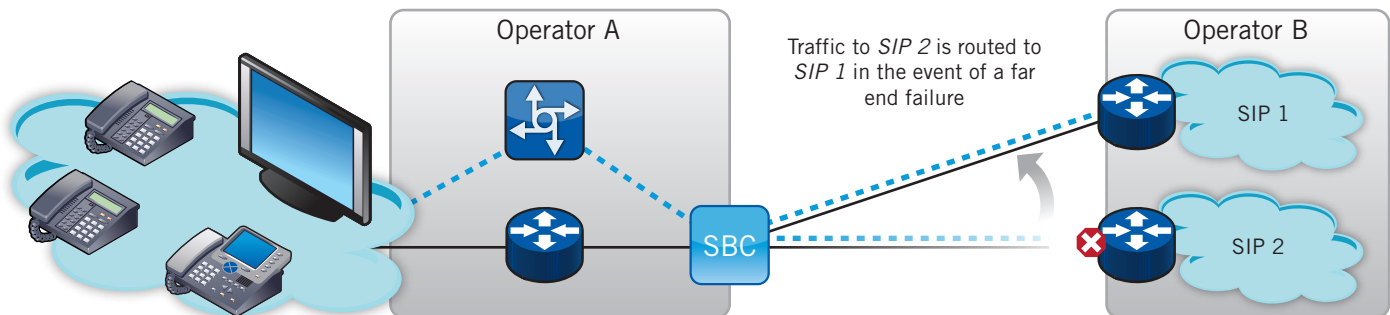 Operator A
Traffic to SIP 2 is routed to
SIP 1 in the event of a far
end failure
Operator B
SIP 1
SBC
SIP 2